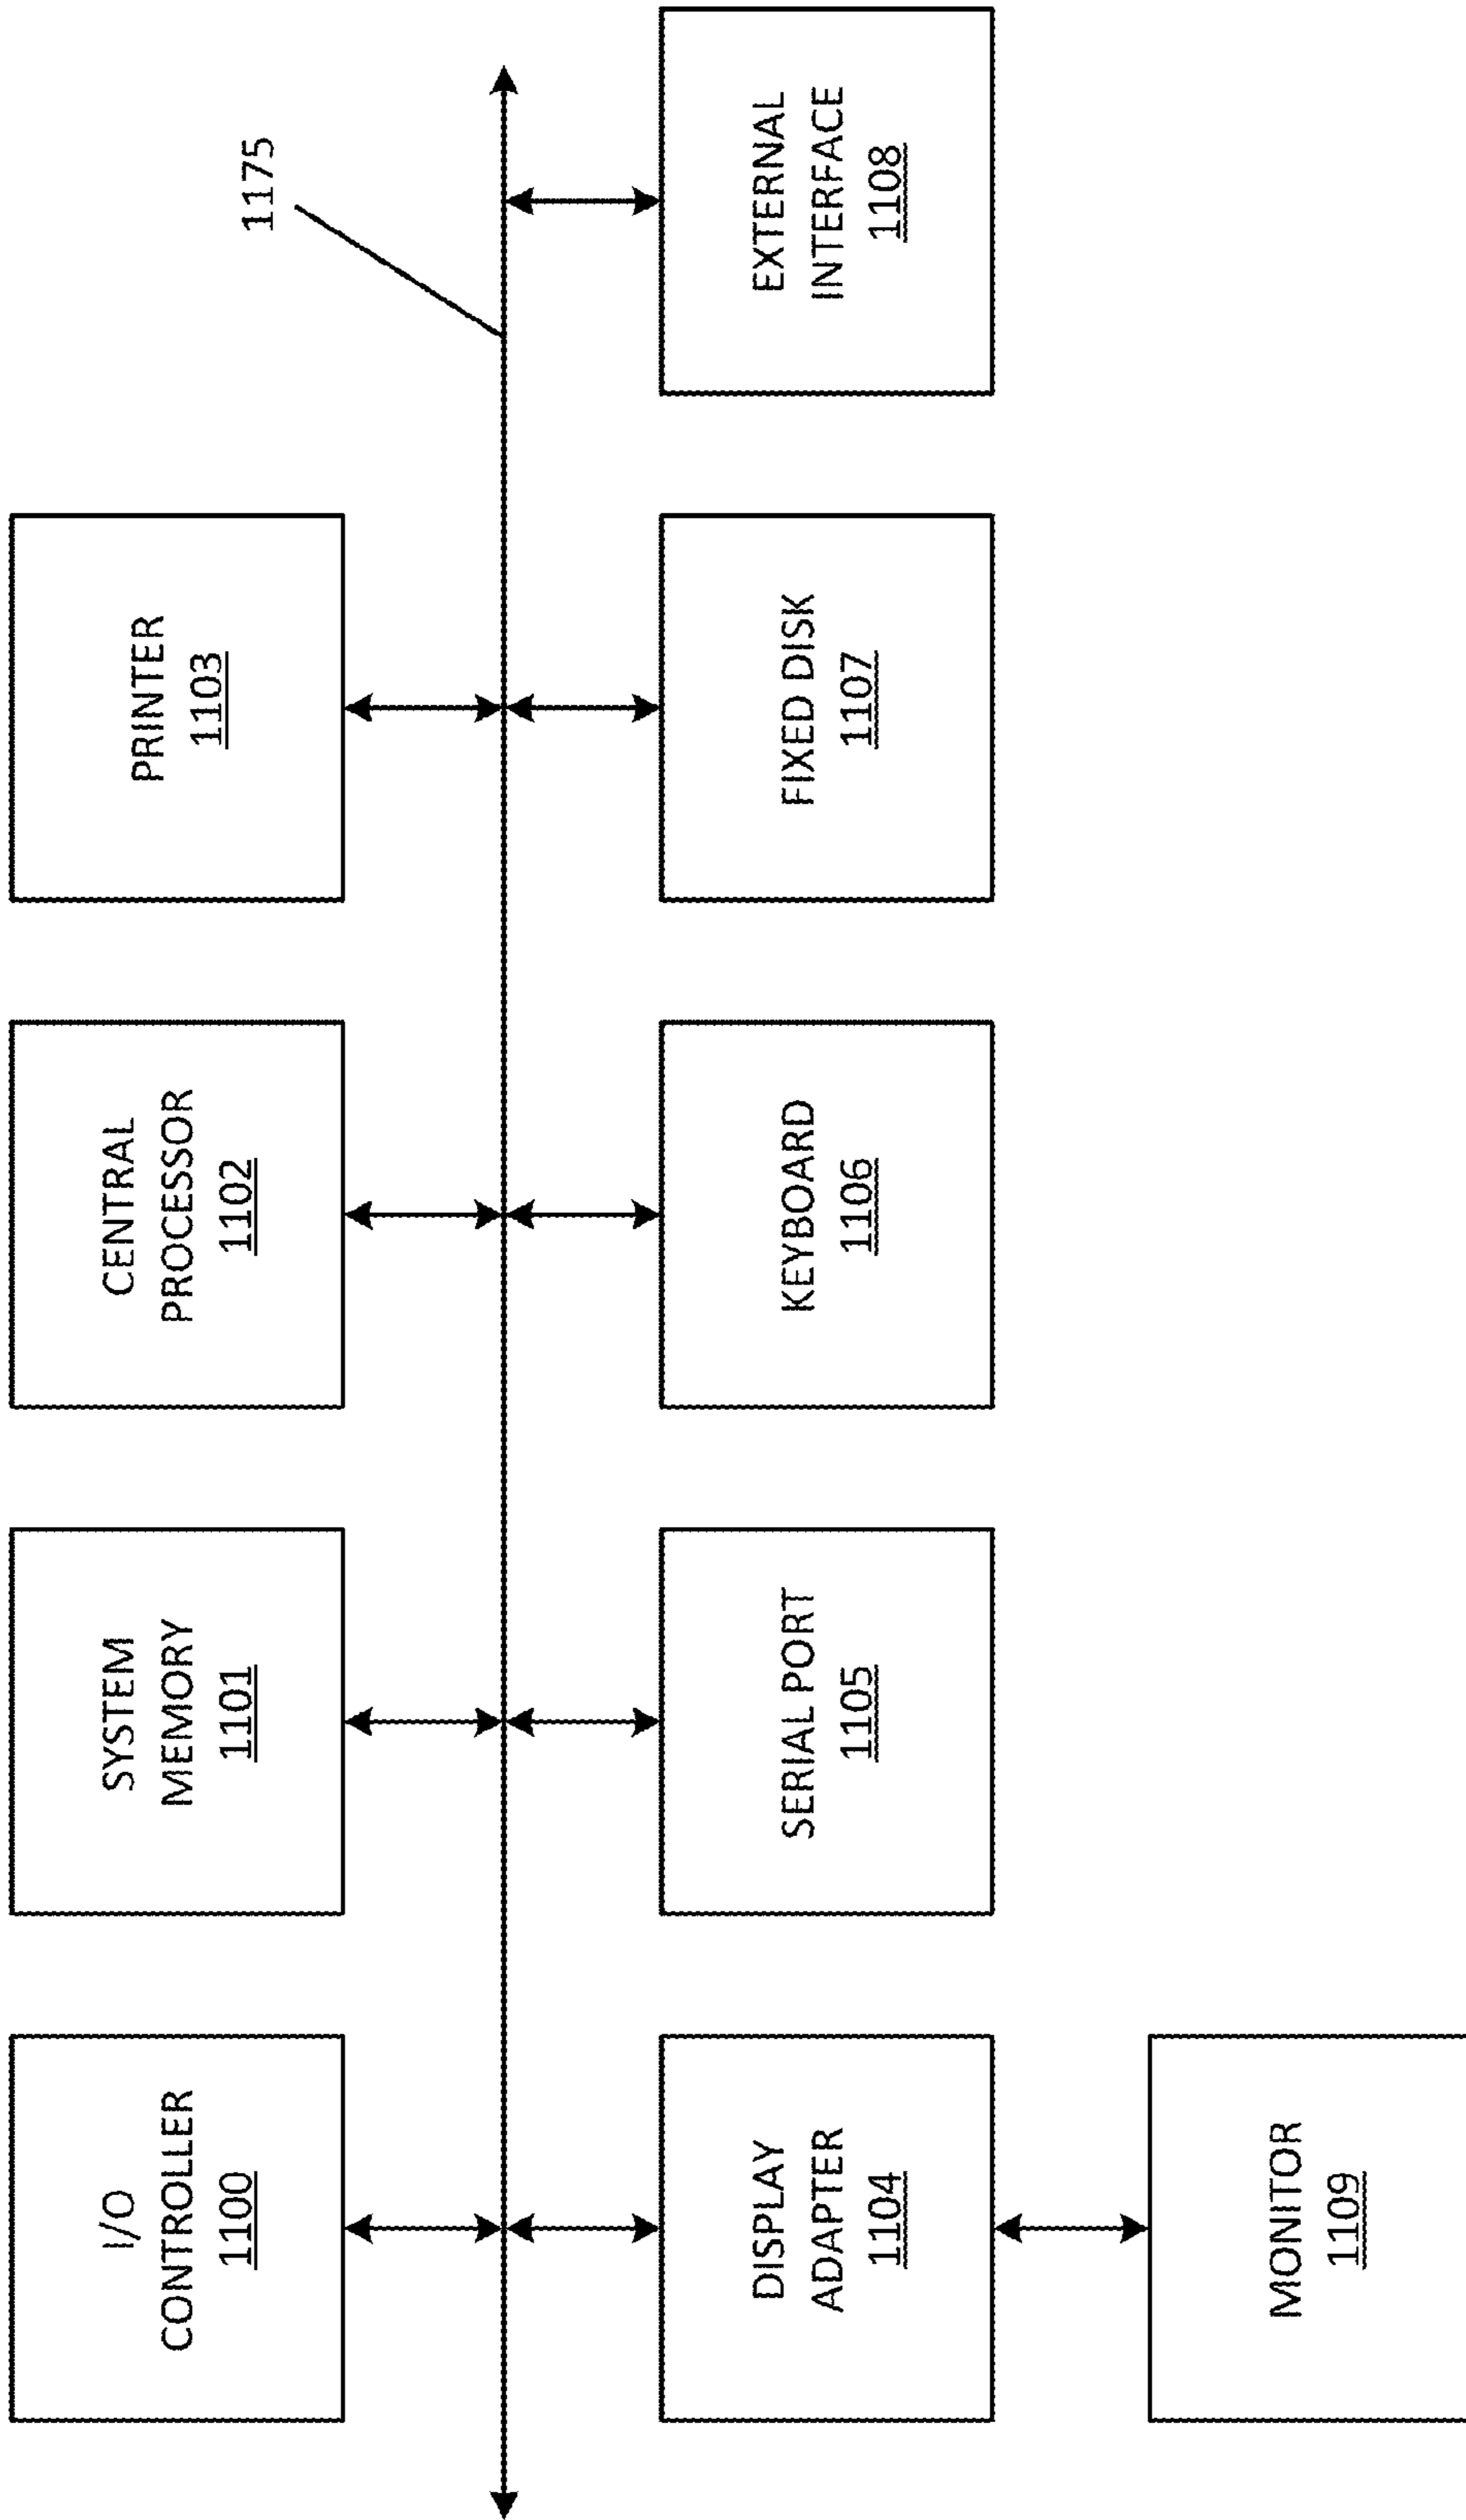 I/O
CONTROLLER
1100
SYSTEM
MEMORY
1101
CENTRAL
PROCESSOR
1102
PRINTER
1103
1175
DISPLAY
ADAPTER
1104
SERIAL PORT
1105
KEYBOARD
1106
FIXED DISK
1107
EXTERNAL
INTERFACE
1108
MONITOR
1109